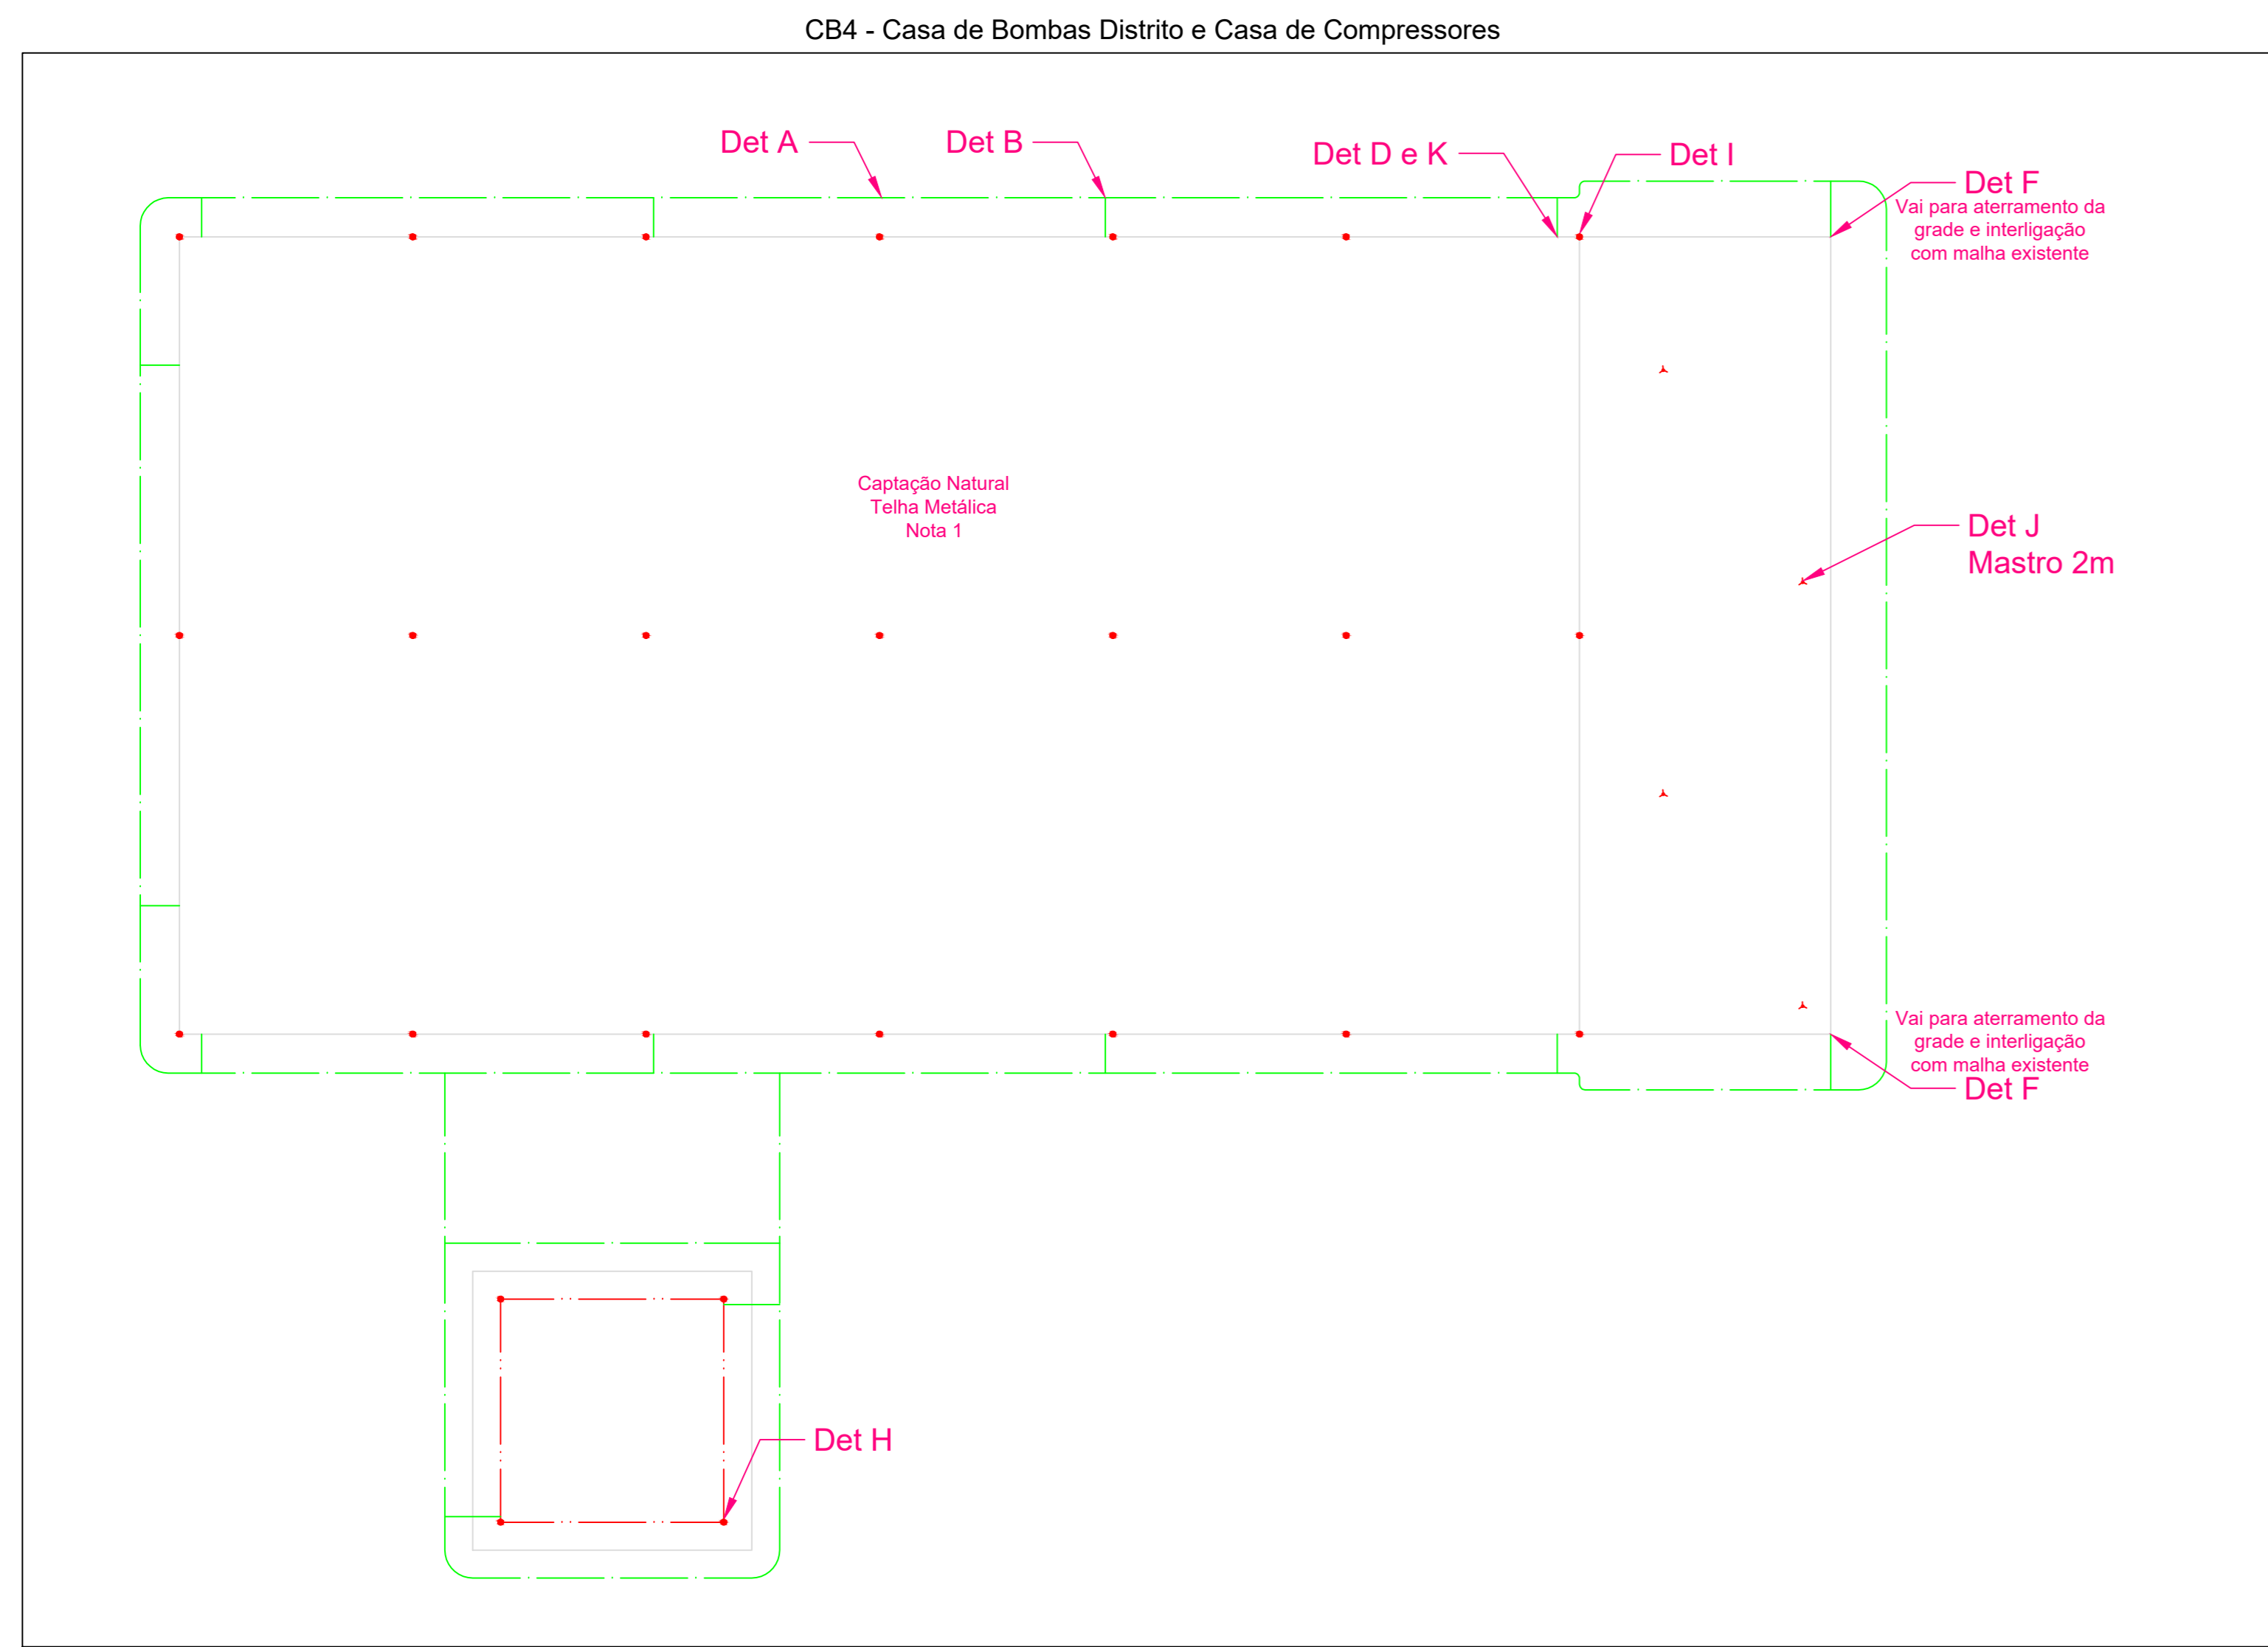 CB4 - Casa de Bombas Distrito e Casa de Compressores
Det A
Det B
Det D e K
Det I
Det F
Vai para aterramento da
grade e interligação
com malha existente
Captação Natural
Telha Metálica
Nota 1
Det J
Mastro 2m
Vai para aterramento da
grade e interligação
com malha existente
Det F
Det H